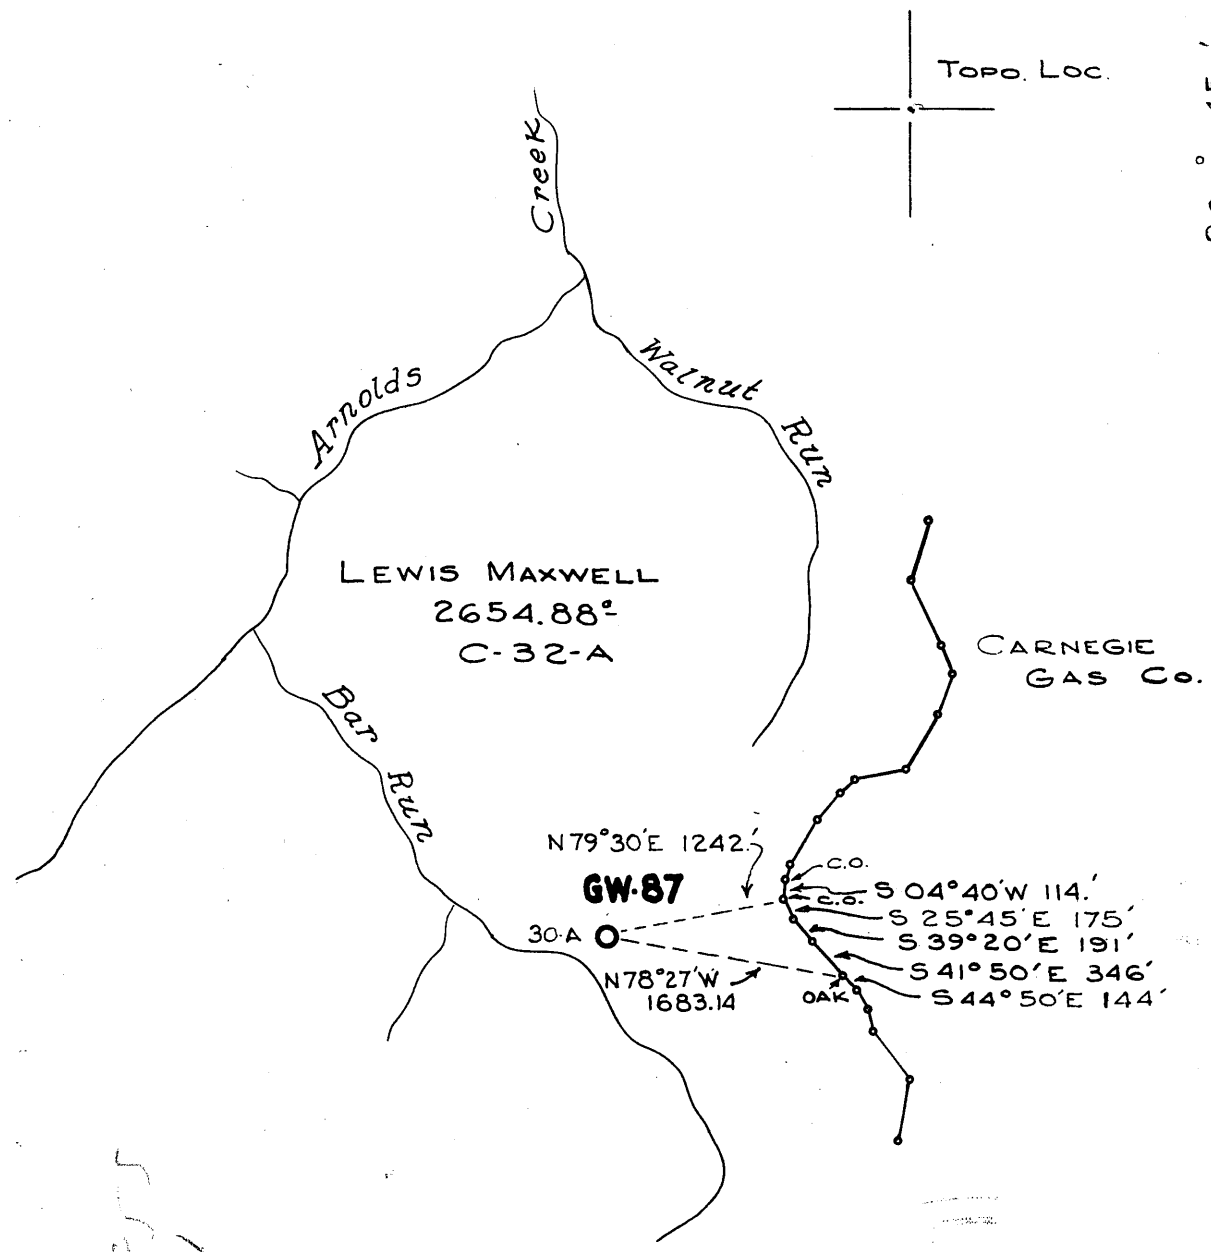 TOPO. LOC.
Creek
Arnolds
Walnut Run
LEWIS MAXWELL
2654.88ª
C-32-A
CARNEGIE
GAS Co.
Bar Run
N79°30'E 1242.'
C.O.
GW-87
S 04°40'W 114.'
C.O.
S 25°45'E 175'
30-A
S 39°20'E 191'
S 41°50'E 346'
N78°27'W
1683.14
OAK
S 44°50'E 144'